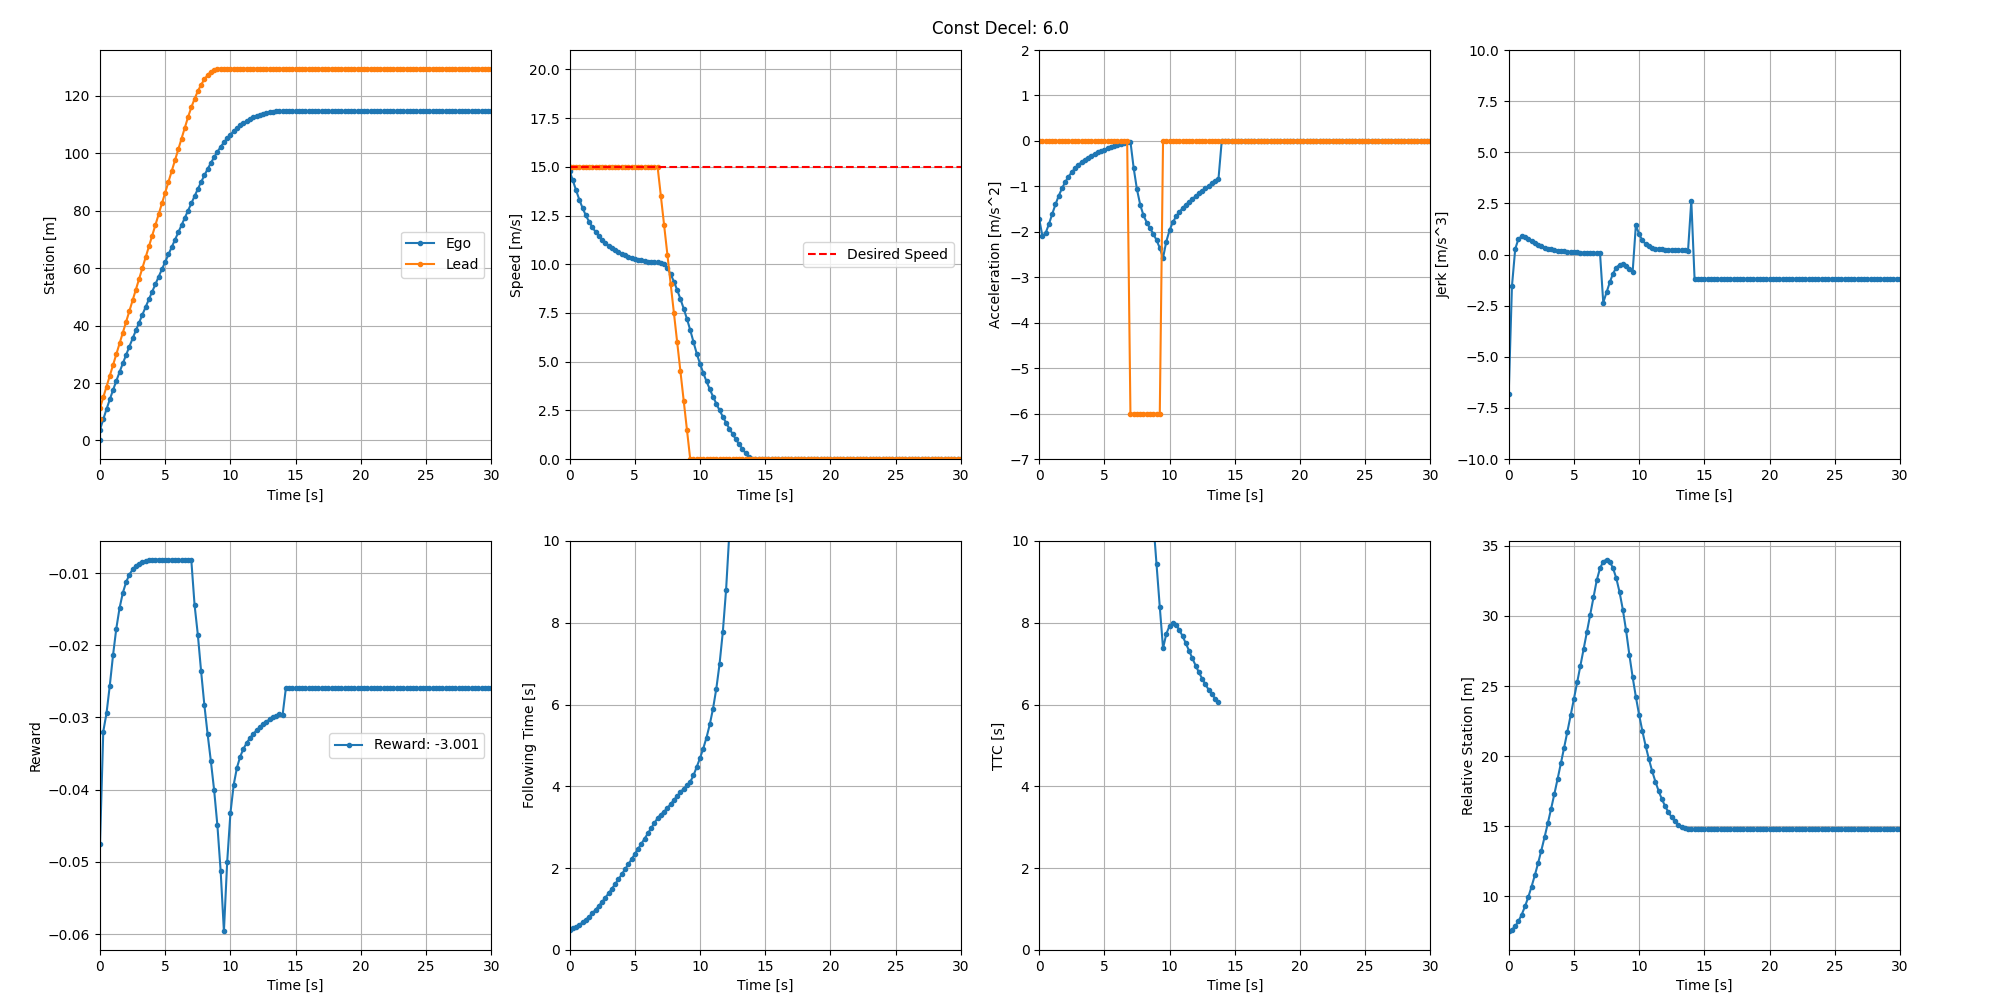 Const Decel: 6.0
Station [m]
120
100
80
60
40
20
0
0 5 10 15 20 25 30
Time [s]
Ego
Lead
Speed [m/s]
20.0
17.5
15.0
12.5
10.0
7.5
5.0
2.5
0.0
0 5 10 15 20 25 30
Time [s]
Desired Speed
Acceleration [m/s^2]
2
1
0
−1
−2
−3
−4
−5
−6
−7
0 5 10 15 20 25 30
Time [s]
Jerk [m/s^3]
10.0
7.5
5.0
2.5
0.0
−2.5
−5.0
−7.5
−10.0
0 5 10 15 20 25 30
Time [s]
Reward
−0.01
−0.02
−0.03
−0.04
−0.05
−0.06
0 5 10 15 20 25 30
Time [s]
Reward: -3.001
Following Time [s]
10
8
6
4
2
0
0 5 10 15 20 25 30
Time [s]
TTC [s]
10
8
6
4
2
0
0 5 10 15 20 25 30
Time [s]
Relative Station [m]
35
30
25
20
15
10
0 5 10 15 20 25 30
Time [s]